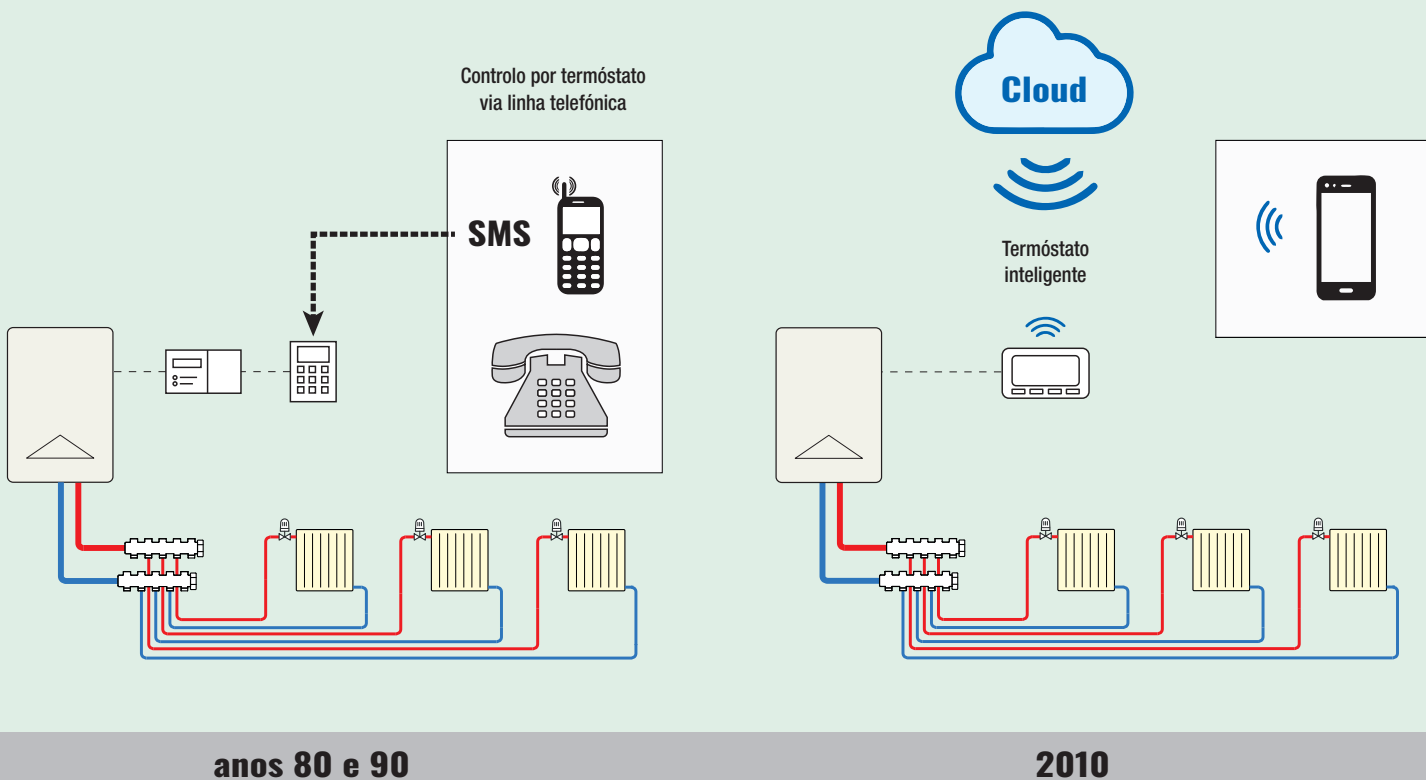 Controlo por termóstato
via linha telefónica
SMS
anos 80 e 90
Cloud
Termóstato
inteligente
2010